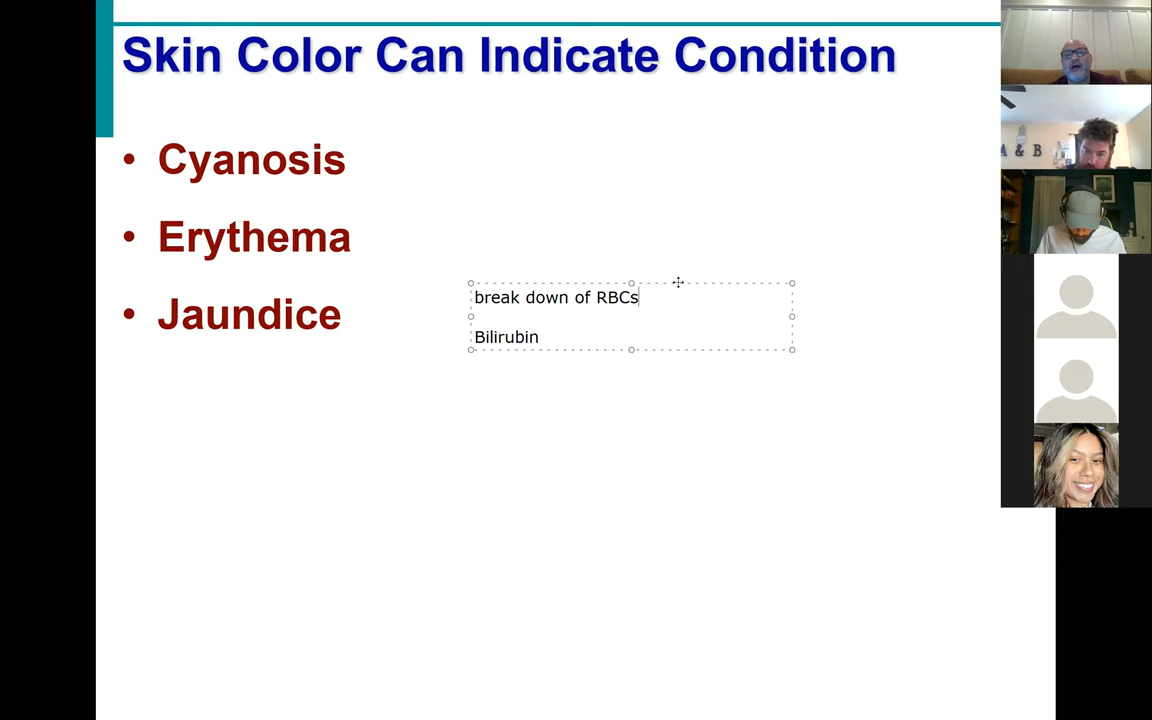 Skin Color Can Indicate Condition
• Cyanosis
• Erythema
• Jaundice
break down of RBCs
Bilirubin
A & B